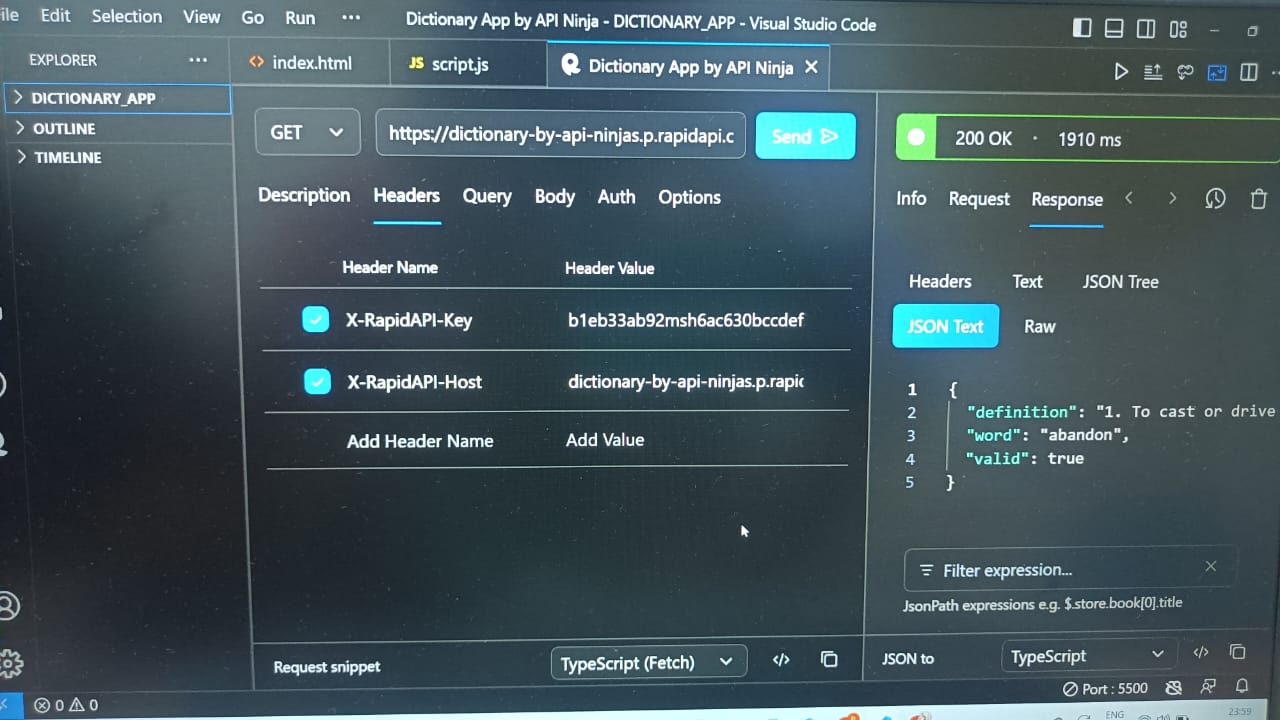 Edit Selection View Go Run ... Dictionary App by API Ninja - DICTIONARY_APP - Visual Studio Code
EXPLORER ...
index.html
JS script.js
Dictionary App by API Ninja
DICTIONARY_APP
OUTLINE
TIMELINE
GET
https://dictionary-by-api-ninjas.p.rapidapi.c
Send
Description Headers Query Body Auth Options
Header Name Header Value
X-RapidAPI-Key b1eb33ab92msh6ac630bccdef
X-RapidAPI-Host dictionary-by-api-ninjas.p.rapic
Add Header Name Add Value
Request snippet
TypeScript (Fetch)
200 OK · 1910 ms
Info Request Response
Headers Text JSON Tree
JSON Text Raw
1 {
2 "definition": "1. To cast or drive
3 "word": "abandon",
4 "valid": true
5 }
Filter expression...
JsonPath expressions e.g. $.store.book[0].title
JSON to
TypeScript
0 0
Port : 5500
ENG
23:59